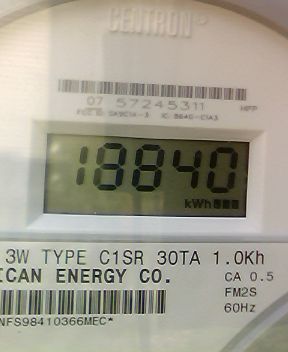 CENTRON®
07 57245311
HFP
18840
kWh
3W TYPE C1SR 30TA 1.0Kh
ICAN ENERGY CO.
CA 0.5
FM2S
60Hz
NFS98410366MEC*